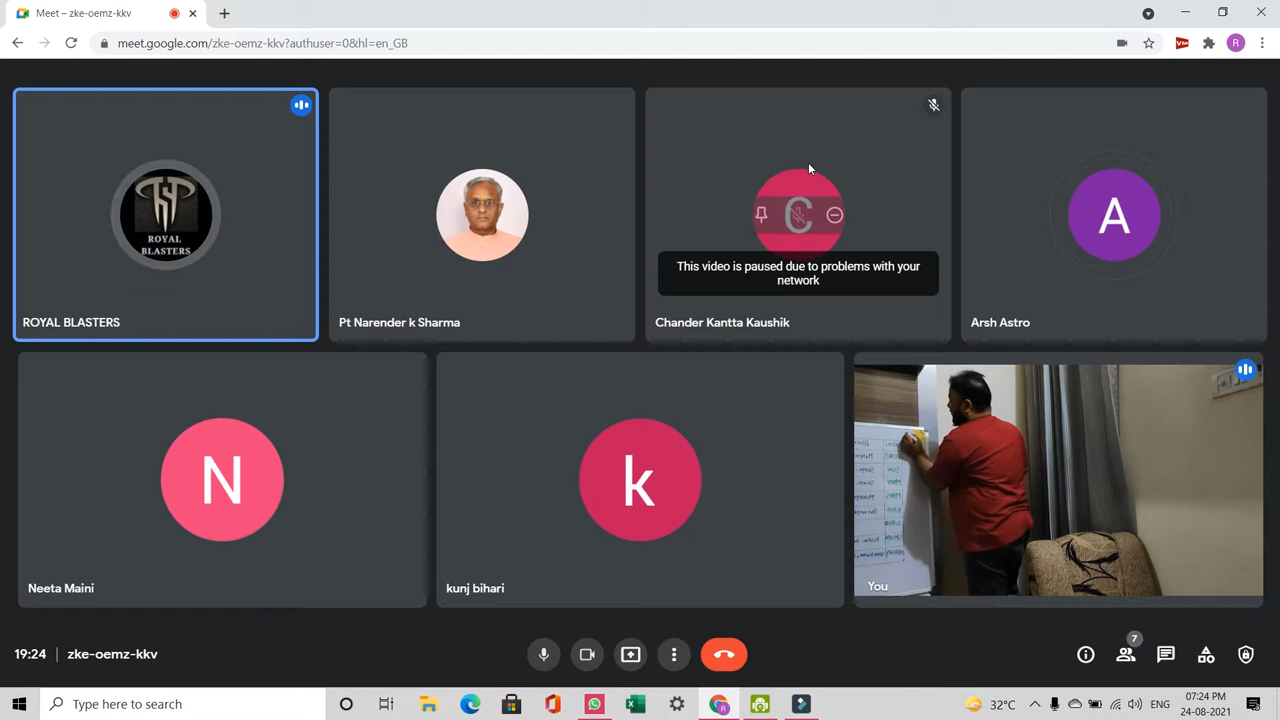 Meet – zke-oemz-kkv
meet.google.com/zke-oemz-kkv?authuser=0&hl=en_GB
VM
R
ROYAL
BLASTERS
ROYAL BLASTERS
Pt Narender k Sharma
C
This video is paused due to problems with your
network
Chander Kantta Kaushik
A
Arsh Astro
N
Neeta Maini
k
kunj bihari
You
19:24 | zke-oemz-kkv
7
Type here to search
R
32°C
ENG
07:24 PM
24-08-2021